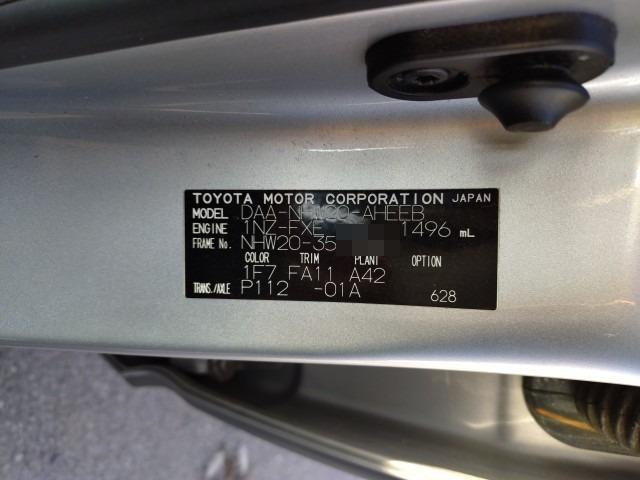 TOYOTA MOTOR CORPORATION JAPAN
MODEL DAA-NHW20-AHEEB
ENGINE 1NZ-FXE 1496 mL
FRAME No. NHW20-35
COLOR TRIM PLANT OPTION
1F7 FA11 A42
TRANS./AXLE P112 -01A 628